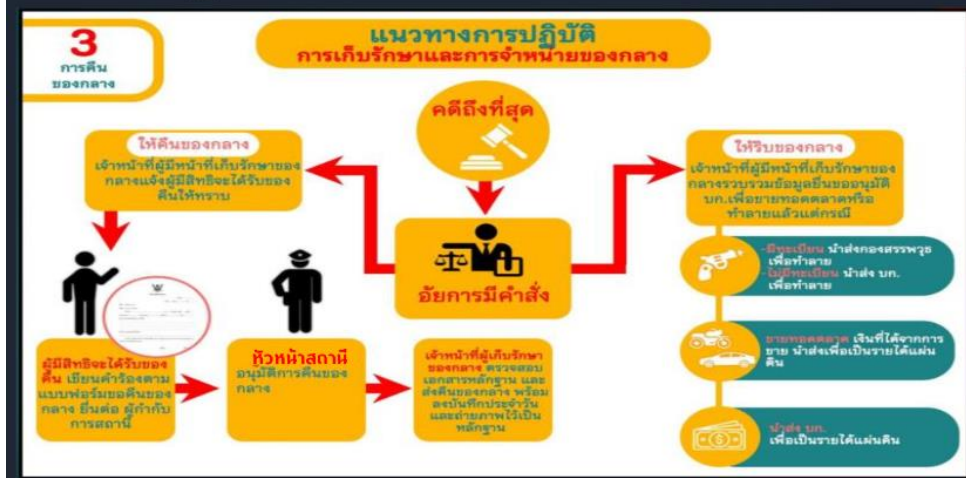 3
การคืน
ของกลาง
แนวทางการปฏิบัติ
การเก็บรักษาและการจำหน่ายของกลาง
คดีถึงที่สุด
ให้คืนของกลาง
เจ้าหน้าที่ผู้มีหน้าที่เก็บรักษาของ
กลางแจ้งผู้มีสิทธิจะได้รับของ
คืนให้ทราบ
ให้ริบของกลาง
เจ้าหน้าที่ผู้มีหน้าที่เก็บรักษาของ
กลางรวบรวมข้อมูลยื่นขออนุมัติ
บก.เพื่อขายทอดตลาดหรือ
ทำลายแล้วแต่กรณี
อัยการมีคำสั่ง
-มีทะเบียน นำส่งกองสรรพวุธ
เพื่อทำลาย
-ไม่มีทะเบียน นำส่ง บก.
เพื่อทำลาย
ขายทอดตลาด เงินที่ได้จากการ
ขาย นำส่งเพื่อเป็นรายได้แผ่น
ดิน
นำส่ง บก.
เพื่อเป็นรายได้แผ่นดิน
ผู้มีสิทธิจะได้รับของ
คืน เขียนคำร้องตาม
แบบฟอร์มขอคืนของ
กลาง ยื่นต่อ ผู้กำกับ
การสถานี
หัวหน้าสถานี
อนุมัติการคืนของ
กลาง
เจ้าหน้าที่ผู้เก็บรักษา
ของกลาง ตรวจสอบ
เอกสารหลักฐาน และ
ส่งคืนของกลาง พร้อม
ลงบันทึกประจำวัน
และถ่ายภาพไว้เป็น
หลักฐาน